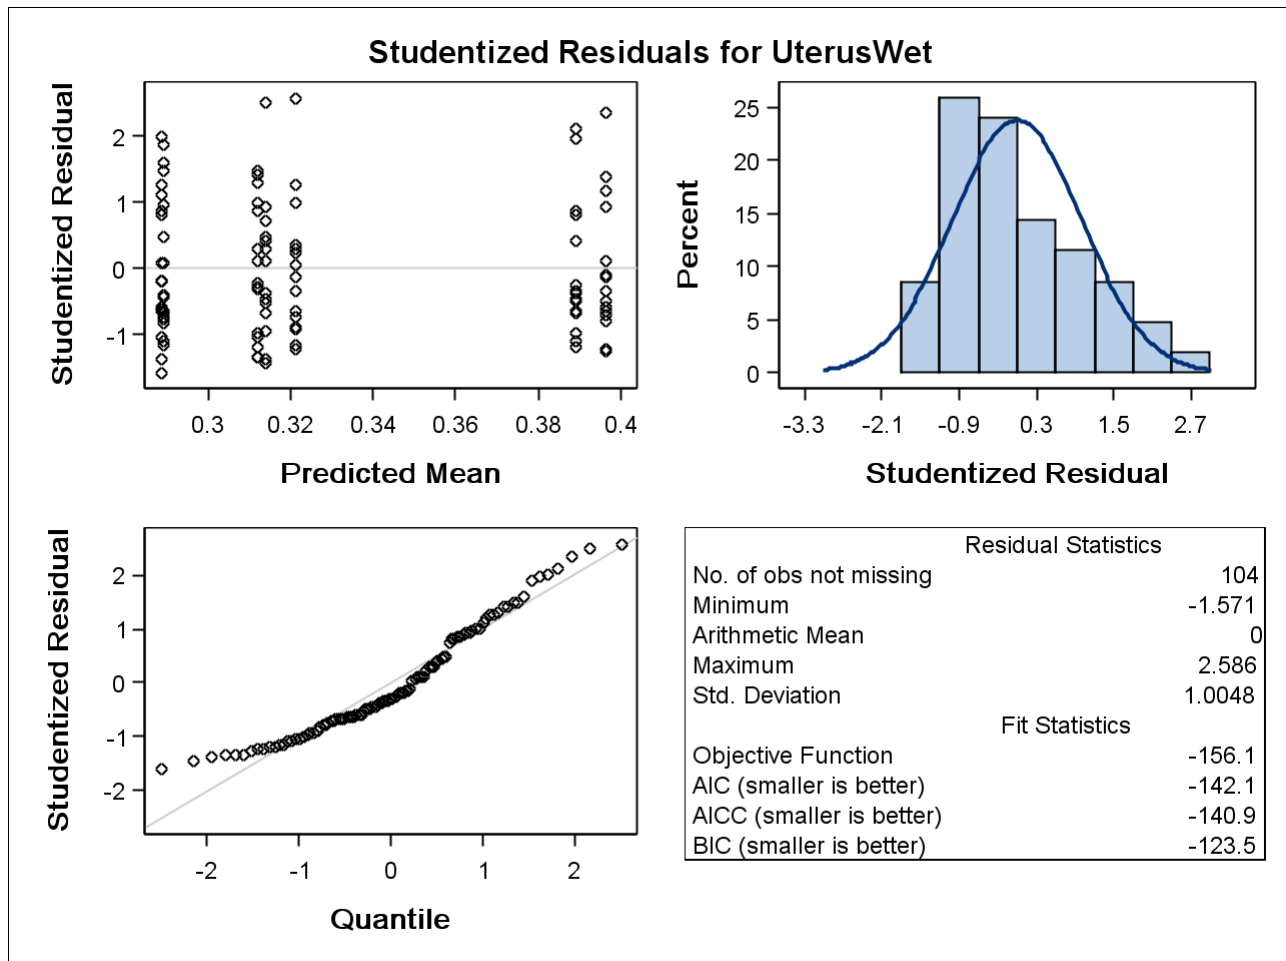 Studentized Residuals for UterusWet
Studentized Residual
2
1
0
-1
0.3 0.32 0.34 0.36 0.38 0.4
Predicted Mean
Percent
25
20
15
10
5
0
-3.3 -2.1 -0.9 0.3 1.5 2.7
Studentized Residual
Studentized Residual
2
1
0
-1
-2
-2 -1 0 1 2
Quantile
Residual Statistics
No. of obs not missing 104
Minimum -1.571
Arithmetic Mean 0
Maximum 2.586
Std. Deviation 1.0048
Fit Statistics
Objective Function -156.1
AIC (smaller is better) -142.1
AICC (smaller is better) -140.9
BIC (smaller is better) -123.5